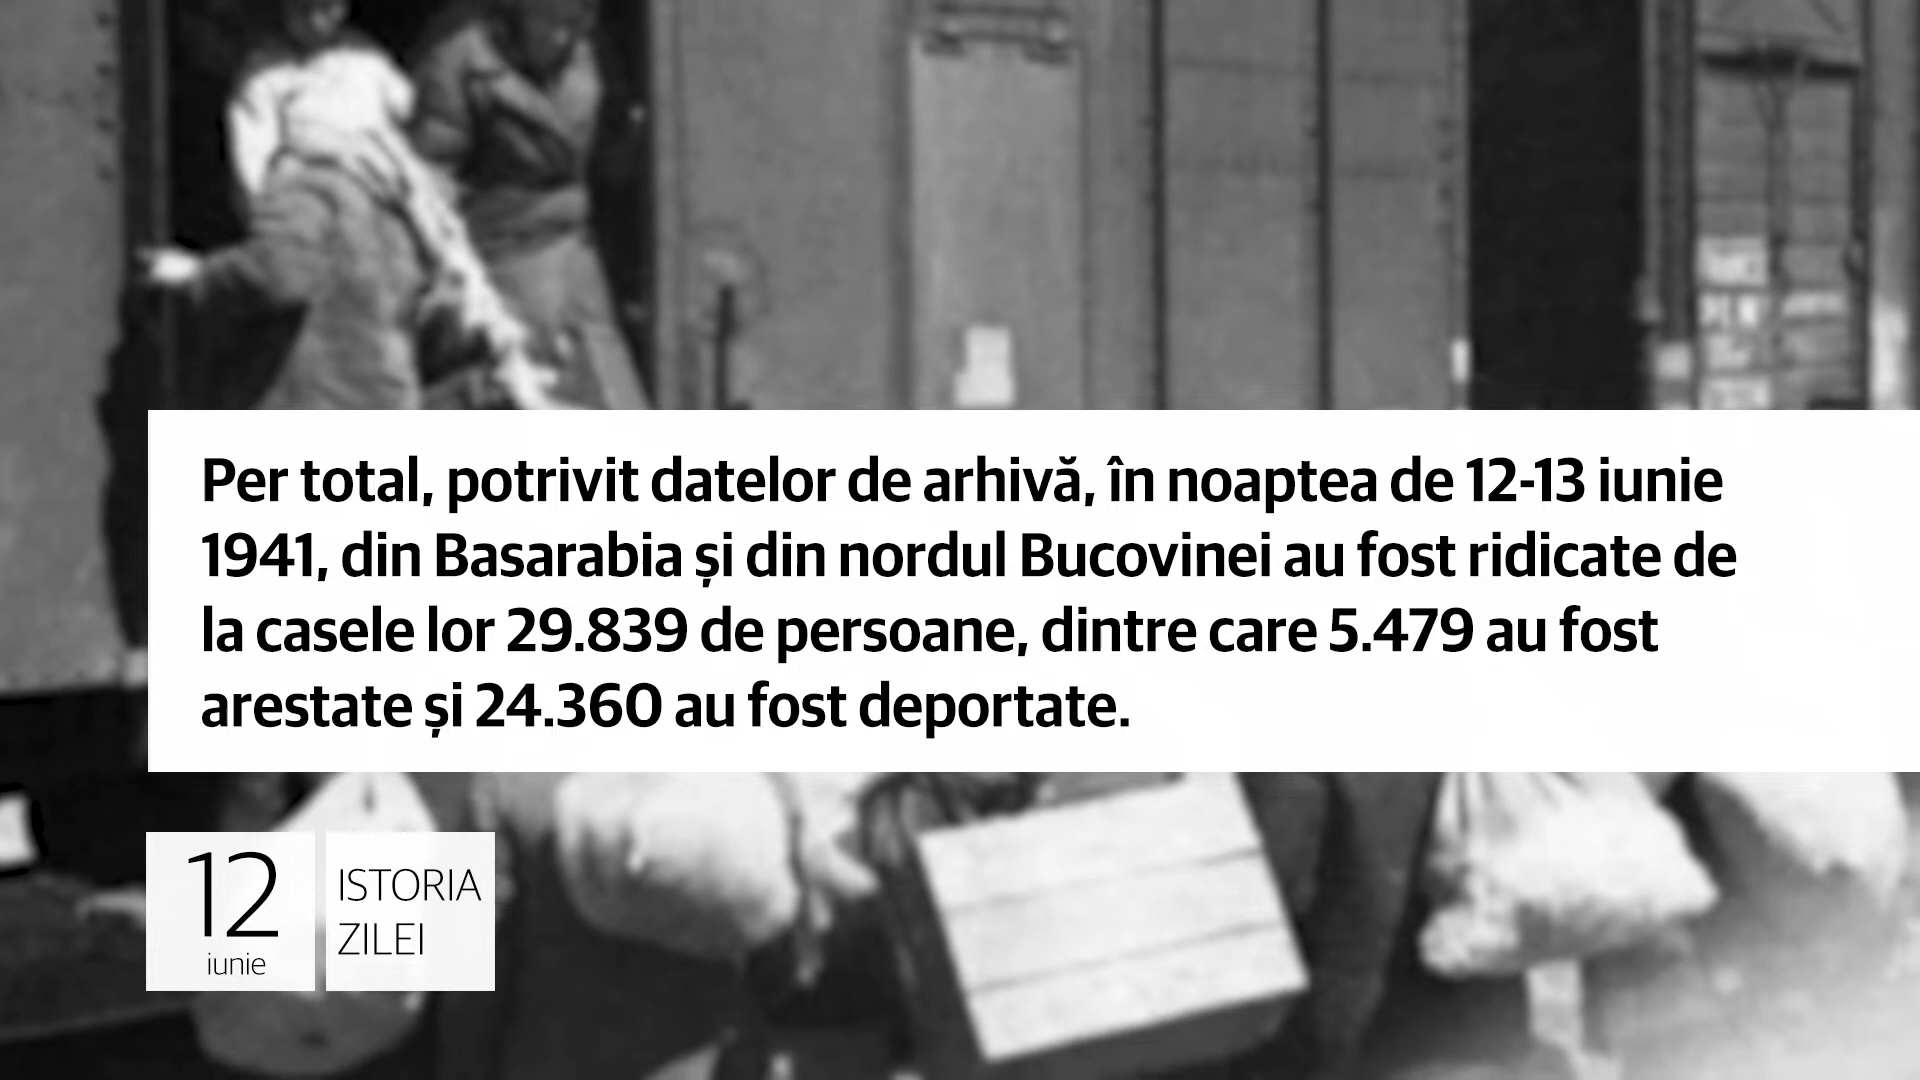 Per total, potrivit datelor de arhivă, în noaptea de 12-13 iunie
1941, din Basarabia și din nordul Bucovinei au fost ridicate de
la casele lor 29.839 de persoane, dintre care 5.479 au fost
arestate și 24.360 au fost deportate.
12
iunie
ISTORIA
ZILEI